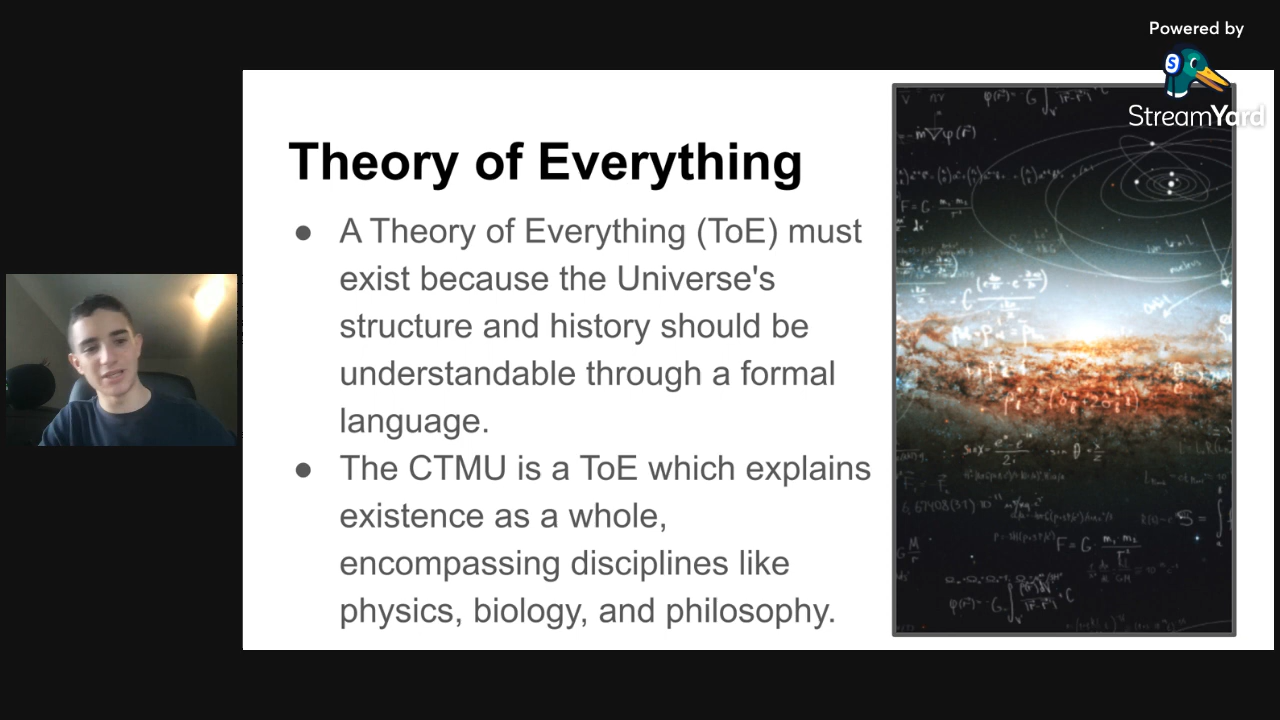 Powered by
StreamYard
Theory of Everything
● A Theory of Everything (ToE) must
exist because the Universe's
structure and history should be
understandable through a formal
language.
● The CTMU is a ToE which explains
existence as a whole,
encompassing disciplines like
physics, biology, and philosophy.